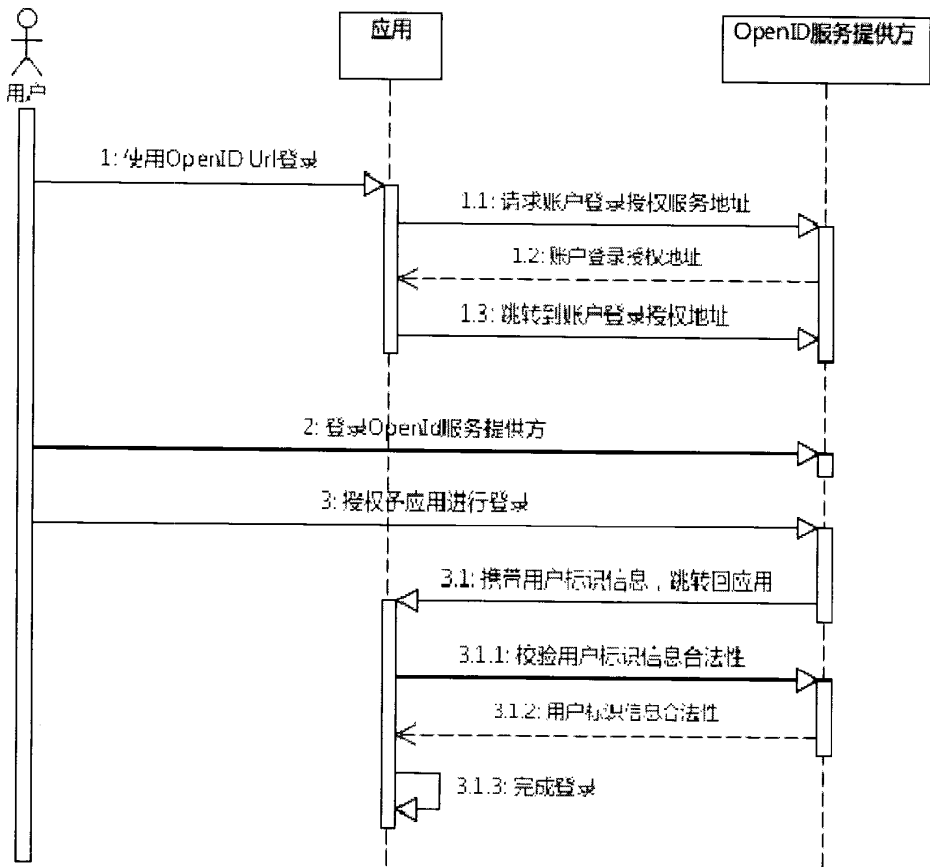 应用
OpenID服务提供方
用户
1: 使用OpenID Url登录
1.1: 请求账户登录授权服务地址
1.2: 账户登录授权地址
1.3: 跳转到账户登录授权地址
2: 登录OpenId服务提供方
3: 授权子应用进行登录
3.1: 携带用户标识信息，跳转回应用
3.1.1: 校验用户标识信息合法性
3.1.2: 用户标识信息合法性
3.1.3: 完成登录